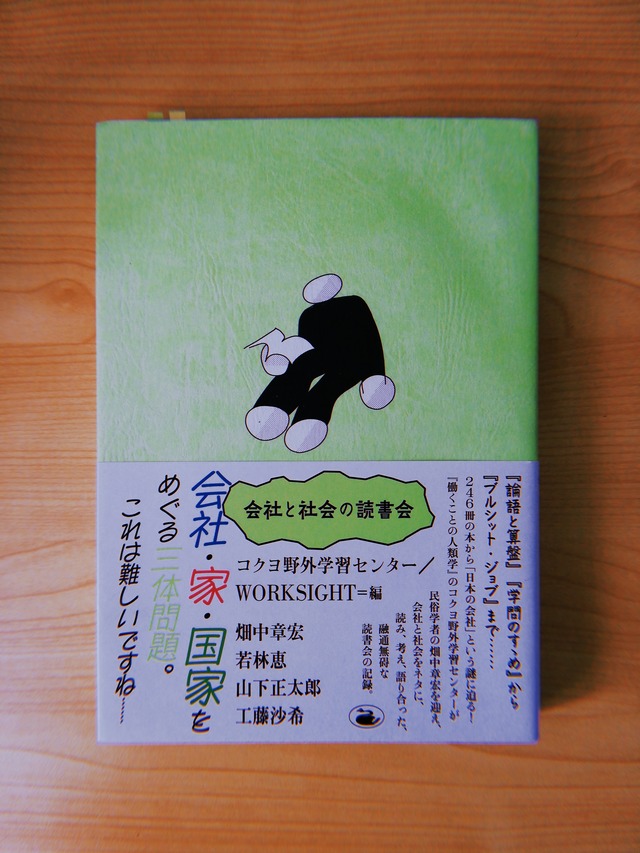 『論語と算盤』『学問のすゝめ』から
『ブルシット・ジョブ』まで……
246冊の本から「日本の会社」という謎に迫る！
『働くことの人類学』のコクヨ野外学習センターが
民俗学者の畑中章宏を迎え、
会社と社会をネタに、
読み、考え、語り合った、
融通無碍な
読書会の記録。
会社と社会の読書会
コクヨ野外学習センター／
WORKSIGHT＝編
畑中章宏
若林恵
山下正太郎
工藤沙希
会社・家・国家を
めぐる三体問題。
これは難しいですね……